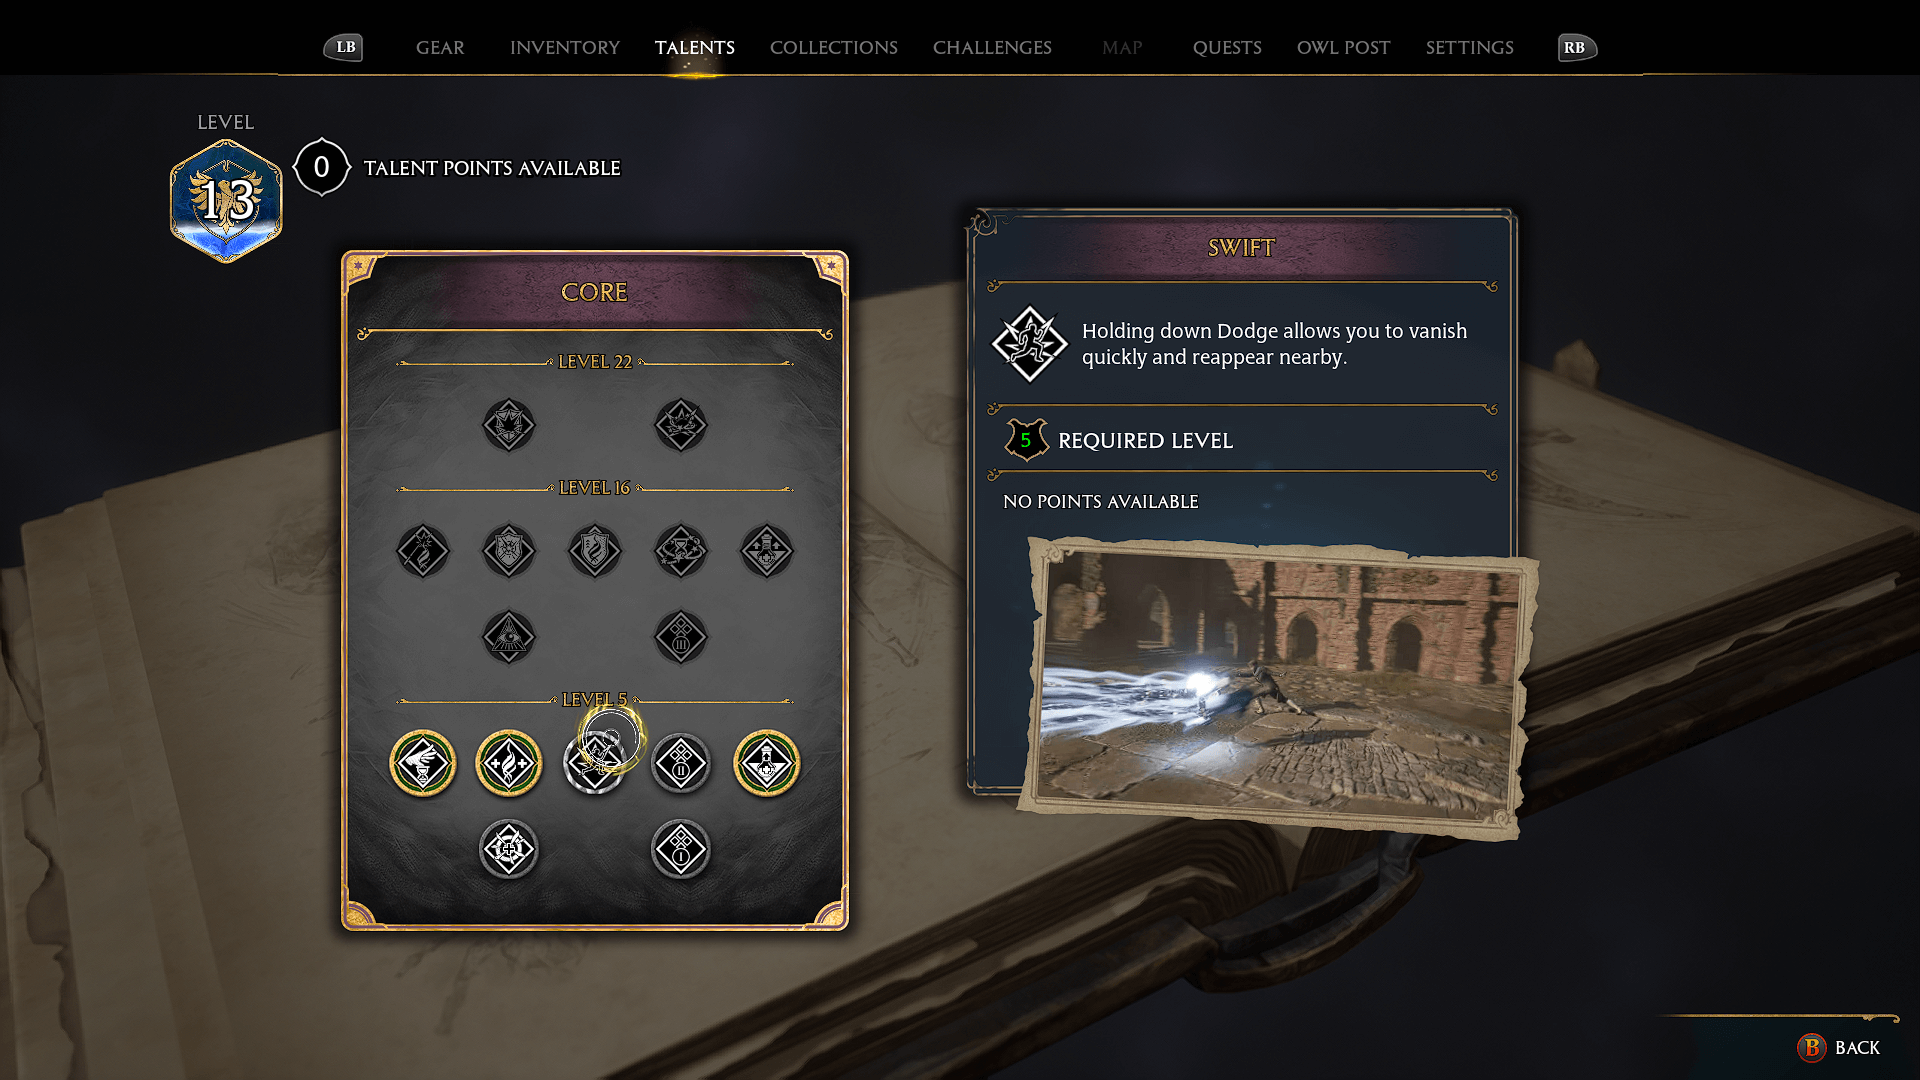 LB
GEAR
INVENTORY
TALENTS
COLLECTIONS
CHALLENGES
MAP
QUESTS
OWL POST
SETTINGS
RB
LEVEL
13
0
TALENT POINTS AVAILABLE
CORE
LEVEL 22
LEVEL 16
III
LEVEL 5
II
I
SWIFT
Holding down Dodge allows you to vanish
quickly and reappear nearby.
5
REQUIRED LEVEL
NO POINTS AVAILABLE
B
BACK